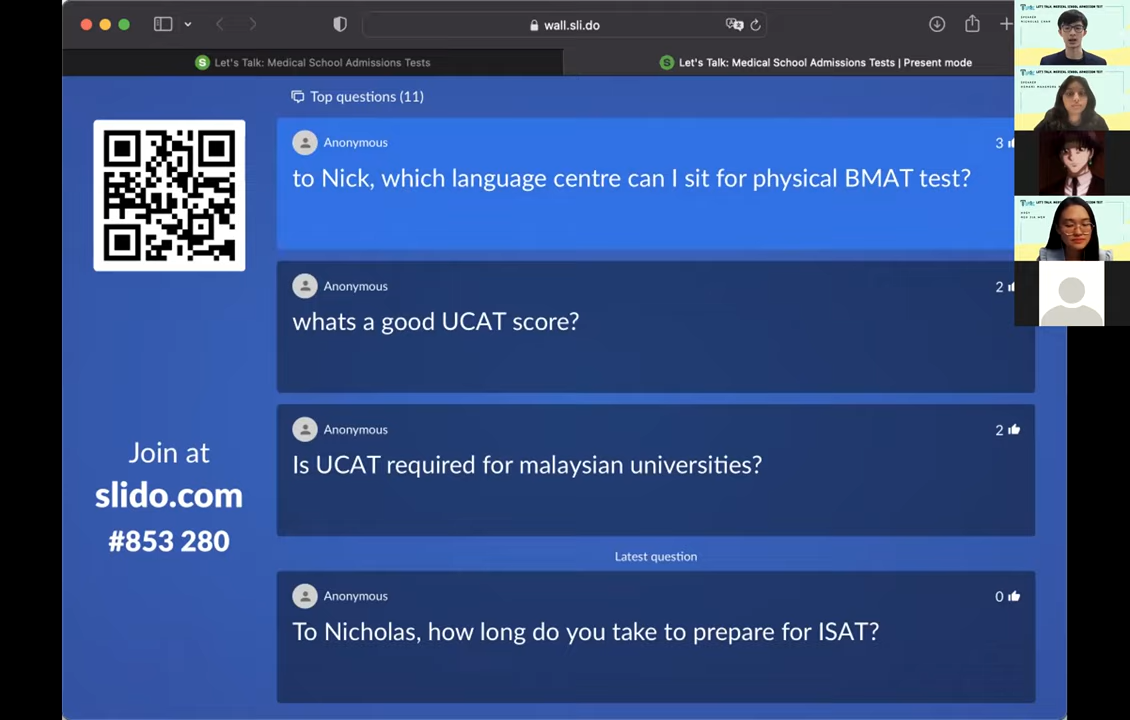 wall.sli.do
Let's Talk: Medical School Admissions Tests
Let's Talk: Medical School Admissions Tests | Present mode
Top questions (11)
Anonymous
3
to Nick, which language centre can I sit for physical BMAT test?
Anonymous
2
whats a good UCAT score?
Anonymous
2
Is UCAT required for malaysian universities?
Latest question
Anonymous
0
To Nicholas, how long do you take to prepare for ISAT?
Join at
slido.com
#853 280